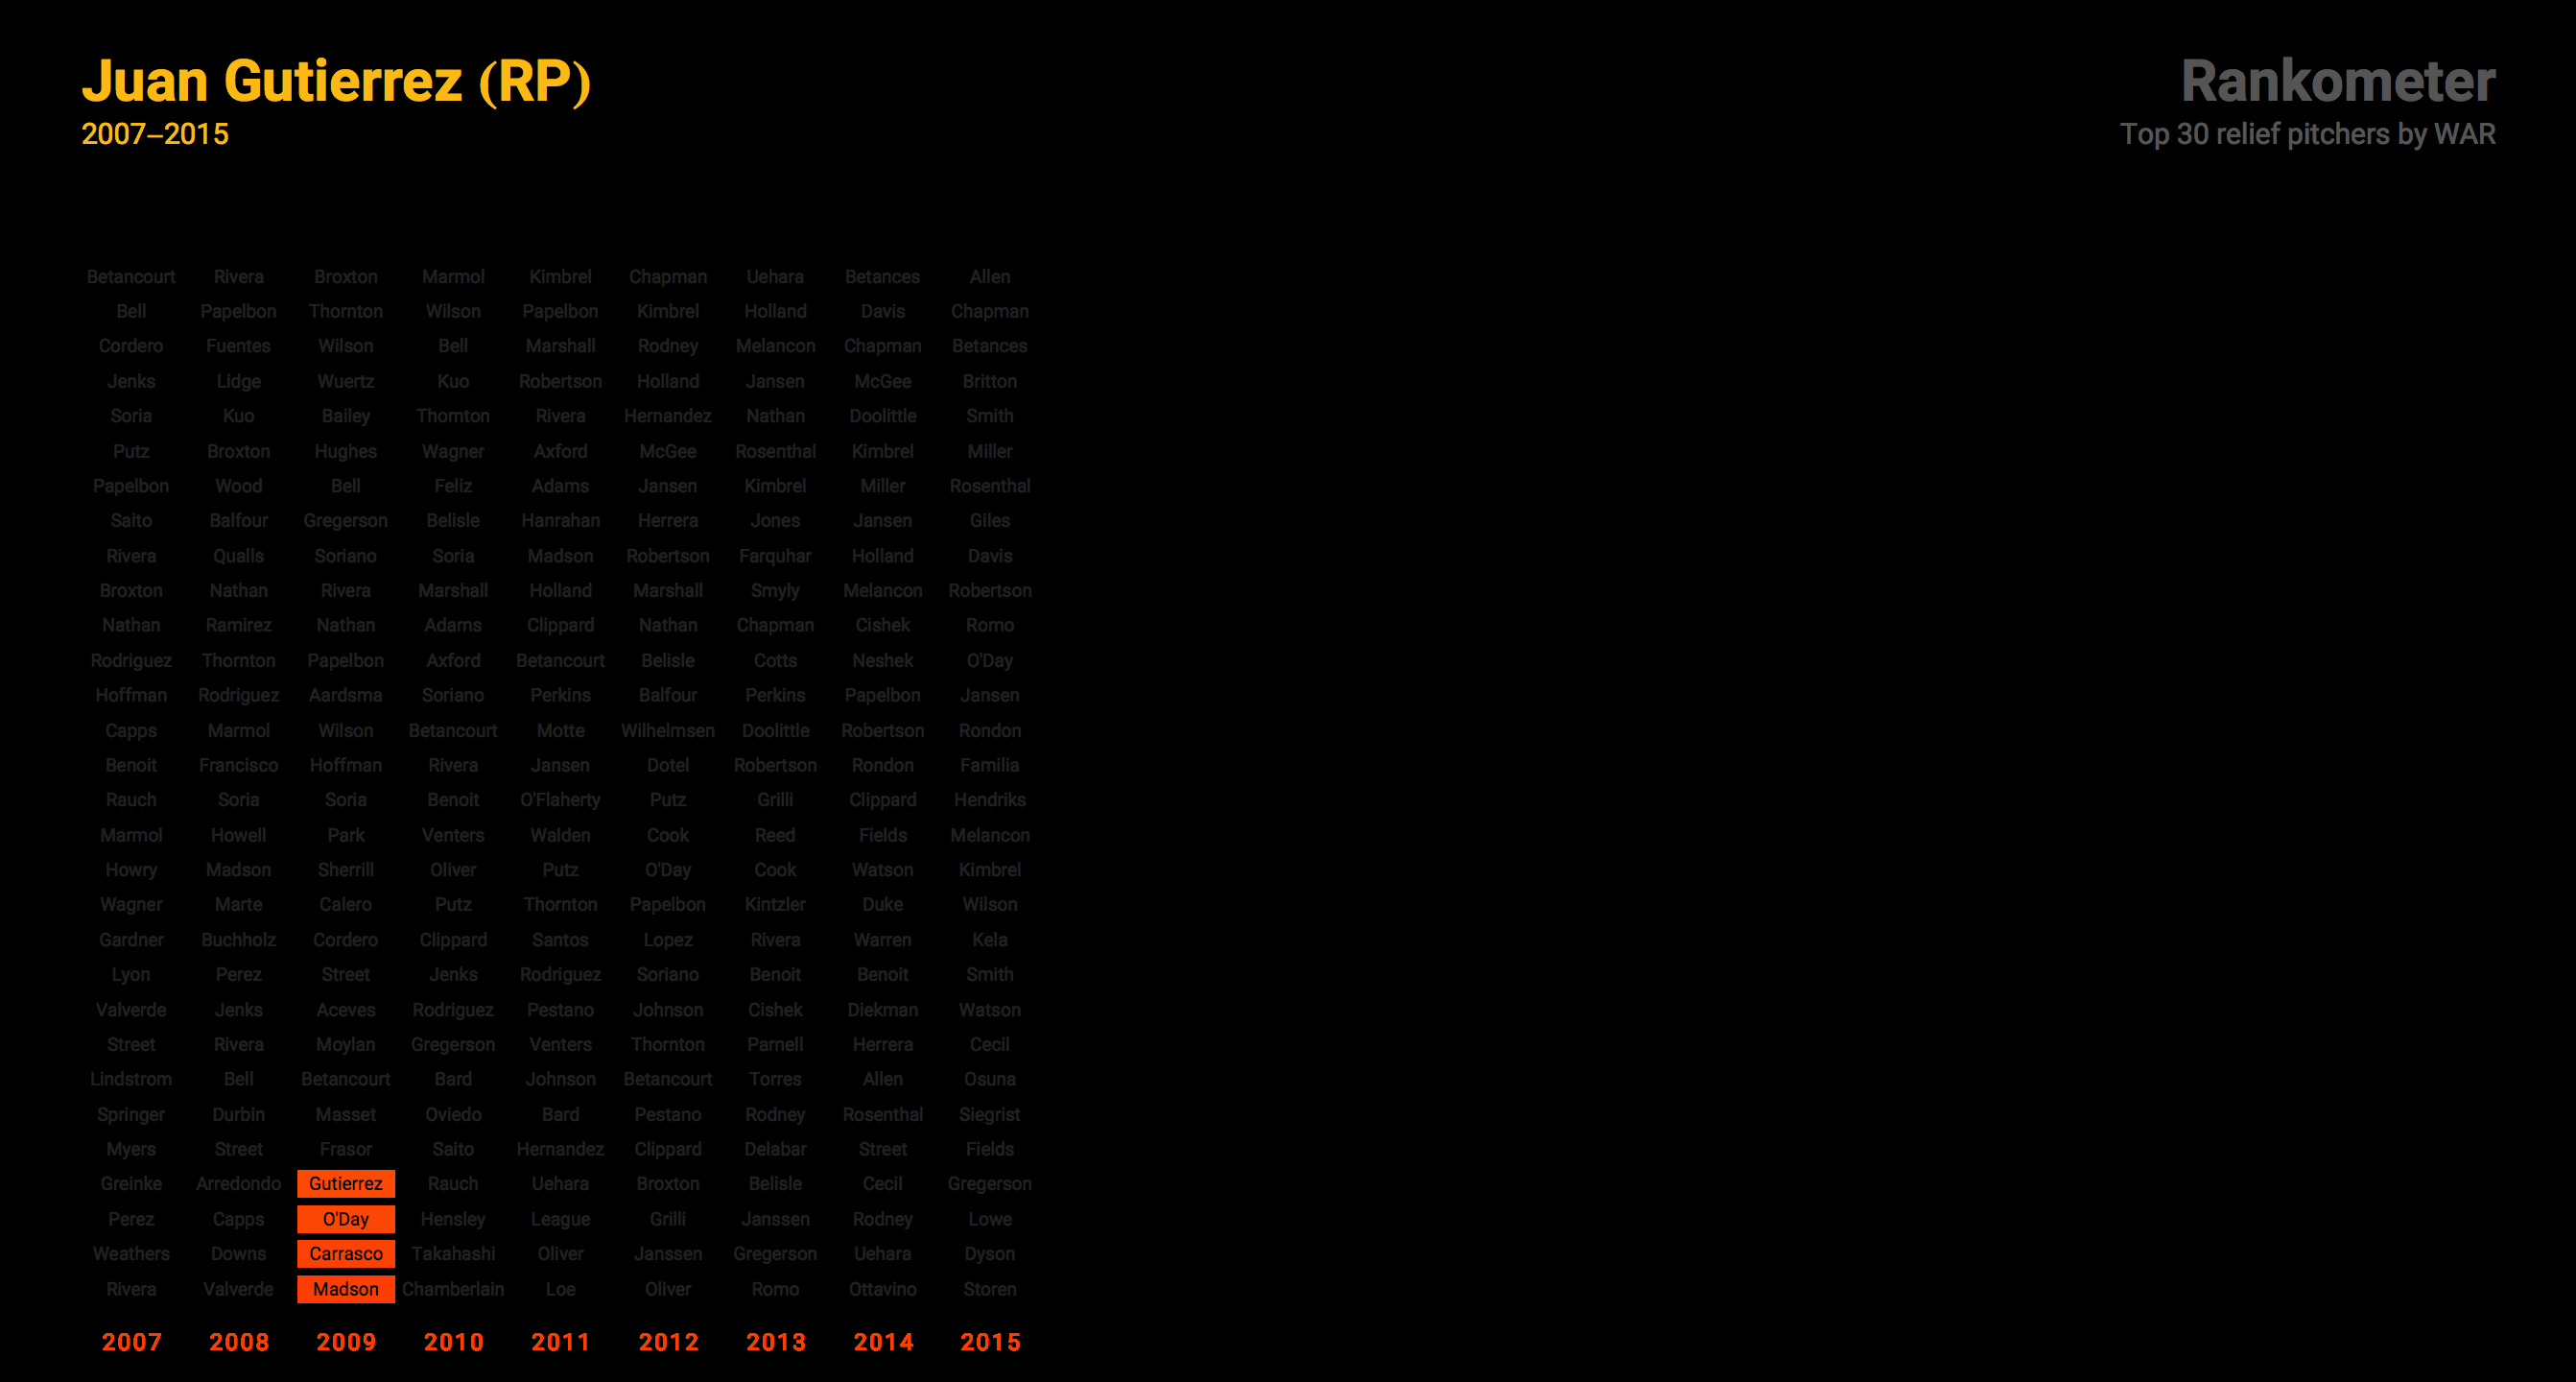 Juan Gutierrez (RP)
2007–2015
Rankometer
Top 30 relief pitchers by WAR
Betancourt Rivera Broxton Marmol Kimbrel Chapman Uehara Betances Allen
Bell Papelbon Thornton Wilson Papelbon Kimbrel Holland Davis Chapman
Cordero Fuentes Wilson Bell Marshall Rodney Melancon Chapman Betances
Jenks Lidge Wuertz Kuo Robertson Holland Jansen McGee Britton
Soria Kuo Bailey Thornton Rivera Hernandez Nathan Doolittle Smith
Putz Broxton Hughes Wagner Axford McGee Rosenthal Kimbrel Miller
Papelbon Wood Bell Feliz Adams Jansen Kimbrel Miller Rosenthal
Saito Balfour Gregerson Belisle Hanrahan Herrera Jones Jansen Giles
Rivera Qualls Soriano Soria Madson Robertson Farquhar Holland Davis
Broxton Nathan Rivera Marshall Holland Marshall Smyly Melancon Robertson
Nathan Ramirez Nathan Adams Clippard Nathan Chapman Cishek Romo
Rodriguez Thornton Papelbon Axford Betancourt Belisle Cotts Neshek O'Day
Hoffman Rodriguez Aardsma Soriano Perkins Balfour Perkins Papelbon Jansen
Capps Marmol Wilson Betancourt Motte Wilhelmsen Doolittle Robertson Rondon
Benoit Francisco Hoffman Rivera Jansen Dotel Robertson Rondon Familia
Rauch Soria Soria Benoit O'Flaherty Putz Grilli Clippard Hendriks
Marmol Howell Park Venters Walden Cook Reed Fields Melancon
Howry Madson Sherrill Oliver Putz O'Day Cook Watson Kimbrel
Wagner Marte Calero Putz Thornton Papelbon Kintzler Duke Wilson
Gardner Buchholz Cordero Clippard Santos Lopez Rivera Warren Kela
Lyon Perez Street Jenks Rodriguez Soriano Benoit Benoit Smith
Valverde Jenks Aceves Rodriguez Pestano Johnson Cishek Diekman Watson
Street Rivera Moylan Gregerson Venters Thornton Parnell Herrera Cecil
Lindstrom Bell Betancourt Bard Johnson Betancourt Torres Allen Osuna
Springer Durbin Masset Oviedo Bard Pestano Rodney Rosenthal Siegrist
Myers Street Frasor Saito Hernandez Clippard Delabar Street Fields
Greinke Arredondo Gutierrez Rauch Uehara Broxton Belisle Cecil Gregerson
Perez Capps O'Day Hensley League Grilli Janssen Rodney Lowe
Weathers Downs Carrasco Takahashi Oliver Janssen Gregerson Uehara Dyson
Rivera Valverde Madson Chamberlain Loe Oliver Romo Ottavino Storen
2007 2008 2009 2010 2011 2012 2013 2014 2015